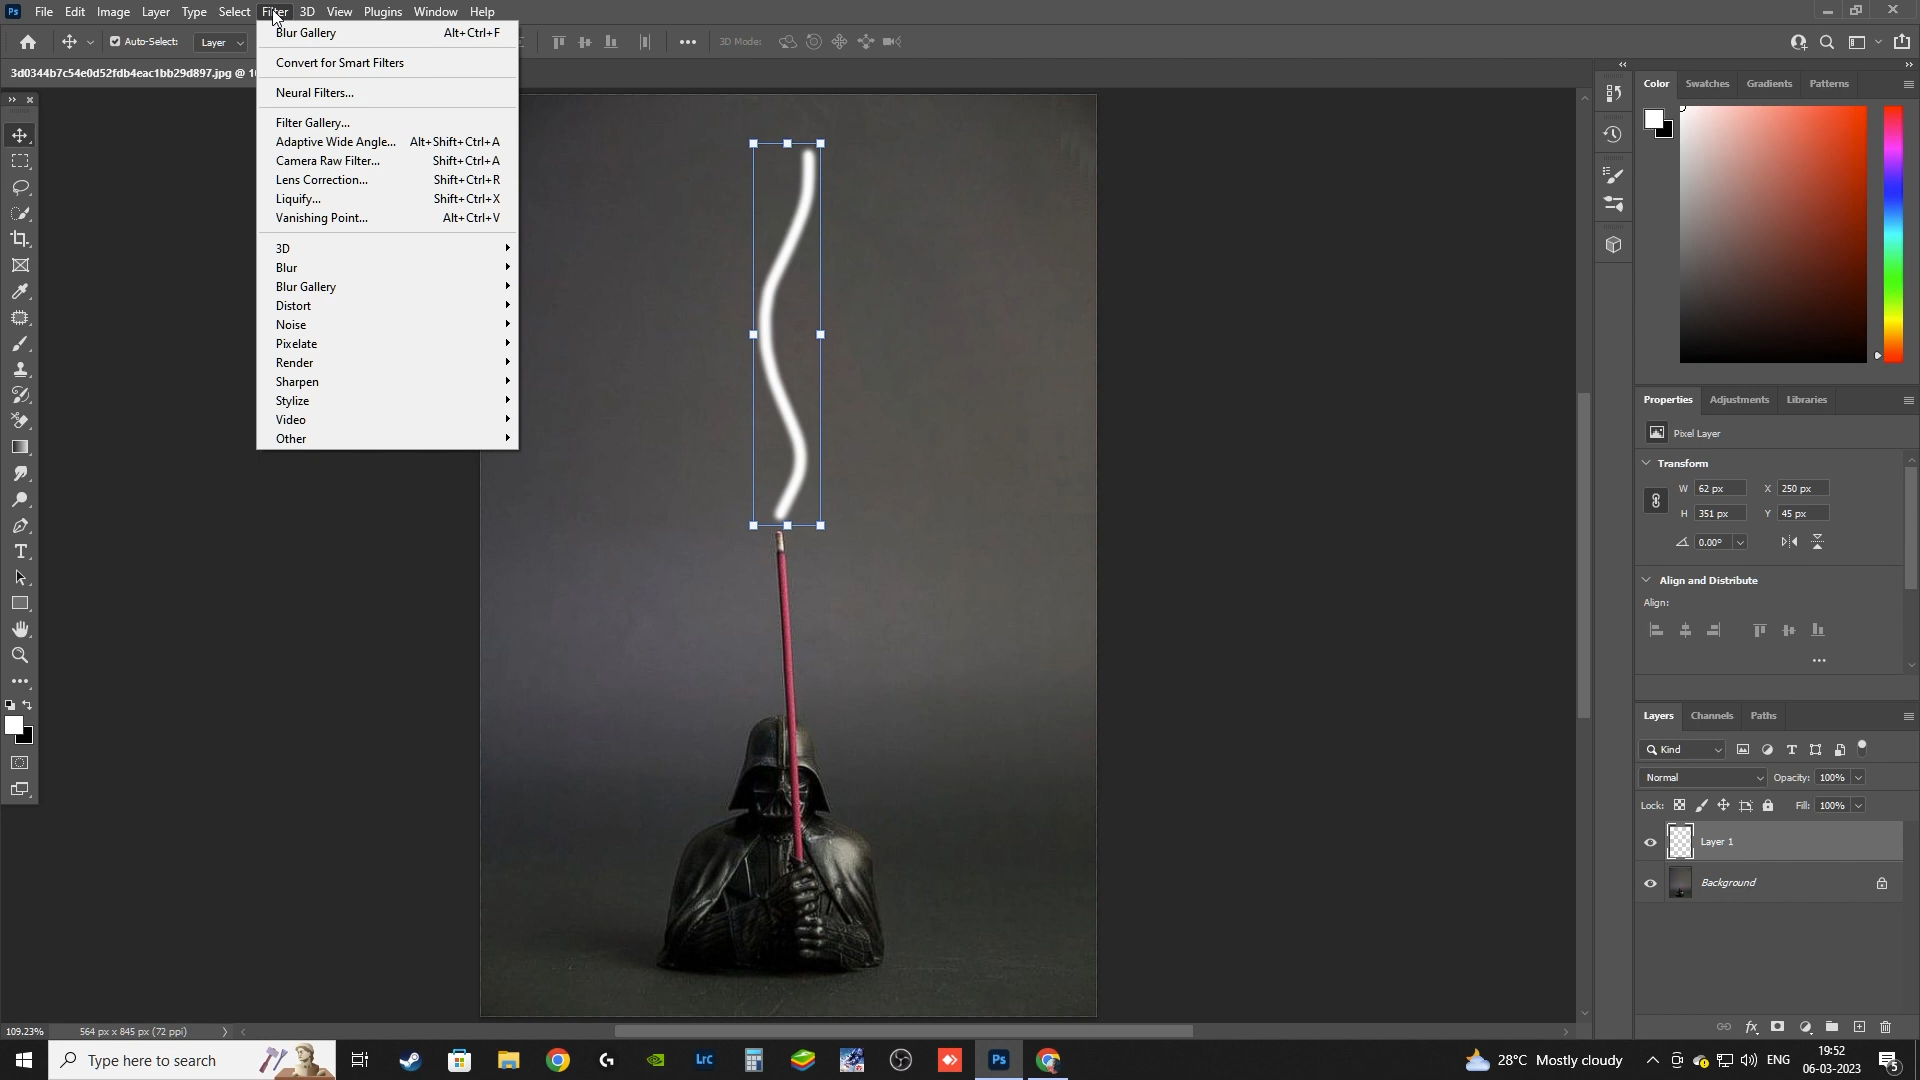 Ps File Edit Image Layer Type Select Filter 3D View Plugins Window Help
Auto-Select: Layer 3D Mode:
3d0344b7c54e0d52fdb4eac1bb29d897.jpg @
Blur Gallery Alt+Ctrl+F
Convert for Smart Filters
Neural Filters...
Filter Gallery...
Adaptive Wide Angle... Alt+Shift+Ctrl+A
Camera Raw Filter... Shift+Ctrl+A
Lens Correction... Shift+Ctrl+R
Liquify... Shift+Ctrl+X
Vanishing Point... Alt+Ctrl+V
3D
Blur
Blur Gallery
Distort
Noise
Pixelate
Render
Sharpen
Stylize
Video
Other
Color Swatches Gradients Patterns
Properties Adjustments Libraries
Pixel Layer
Transform
W 62 px X 250 px
H 351 px Y 45 px
0.00°
Align and Distribute
Align:
Layers Channels Paths
Kind
Normal Opacity: 100%
Lock: Fill: 100%
Layer 1
Background
109.23% 564 px x 845 px (72 ppi)
Type here to search Lrc Ps 28°C Mostly cloudy ENG 19:52
06-03-2023 5